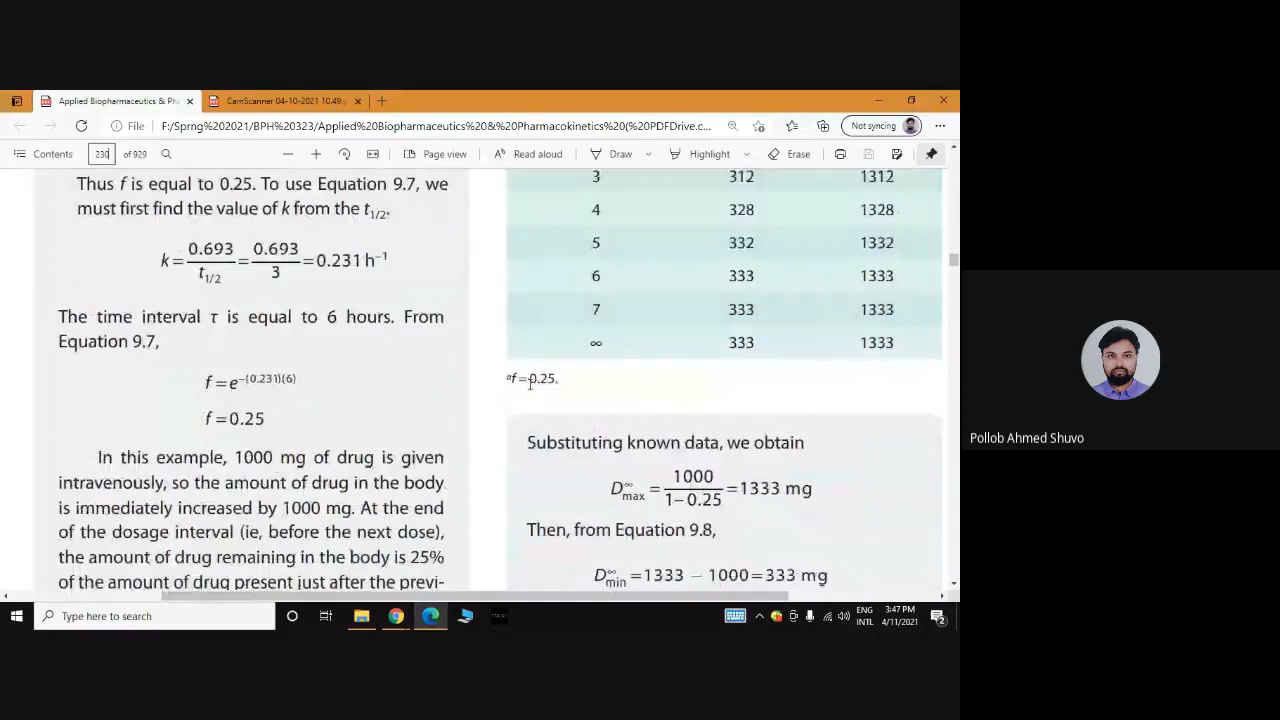 Applied Biopharmaceutics & Pha
CamScanner 04-10-2021 10.49.
File F:/Sprng%202021/BPH%20323/Applied%20Biopharmaceutics%20&%20Pharmacokinetics%20(%20PDFDrive.c...
Not syncing
Contents 230 of 929 Page view Read aloud Draw Highlight Erase
Thus f is equal to 0.25. To use Equation 9.7, we
must first find the value of k from the t1/2.
k = 0.693/t1/2 = 0.693/3 = 0.231 h⁻¹
The time interval τ is equal to 6 hours. From
Equation 9.7,
f = e^−(0.231)(6)
f = 0.25
In this example, 1000 mg of drug is given
intravenously, so the amount of drug in the body
is immediately increased by 1000 mg. At the end
of the dosage interval (ie, before the next dose),
the amount of drug remaining in the body is 25%
of the amount of drug present just after the previ-
3 312 1312
4 328 1328
5 332 1332
6 333 1333
7 333 1333
∞ 333 1333
ᵃf = 0.25.
Substituting known data, we obtain
D∞max = 1000/1− 0.25 = 1333 mg
Then, from Equation 9.8,
D∞min = 1333 − 1000 = 333 mg
Type here to search
ENG
INTL
3:47 PM
4/11/2021
2
Pollob Ahmed Shuvo